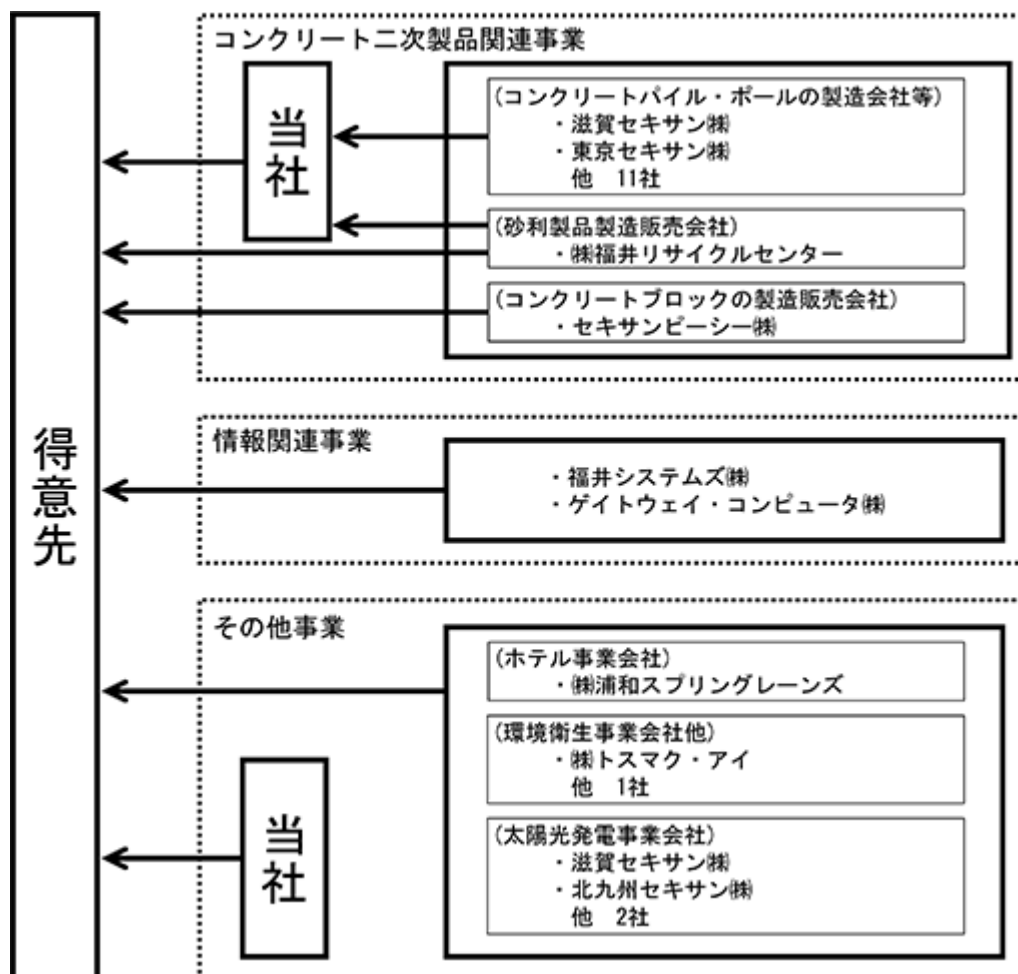 得意先
コンクリート二次製品関連事業
当社
(コンクリートパイル・ポールの製造会社等)
・滋賀セキサン㈱
・東京セキサン㈱
他 11社
(砂利製品製造販売会社)
・㈱福井リサイクルセンター
(コンクリートブロックの製造販売会社)
・セキサンピーシー㈱
情報関連事業
・福井システムズ㈱
・ゲイトウェイ・コンピュータ㈱
その他事業
当社
(ホテル事業会社)
・㈱浦和スプリングレーンズ
(環境衛生事業会社他)
・㈱トスマク・アイ
他 1社
(太陽光発電事業会社)
・滋賀セキサン㈱
・北九州セキサン㈱
他 2社